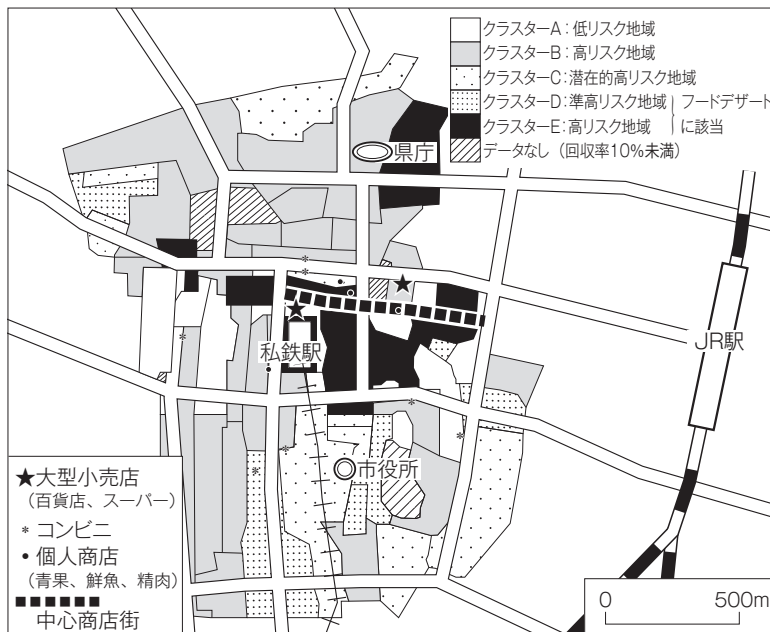 クラスターA：低リスク地域
クラスターB：高リスク地域
クラスターC：潜在的高リスク地域
クラスターD：準高リスク地域 フードデザート
クラスターE：高リスク地域 に該当
データなし（回収率10%未満）
県庁
私鉄駅
JR駅
市役所
★大型小売店
（百貨店、スーパー）
* コンビニ
• 個人商店
（青果、鮮魚、精肉）
中心商店街
0 500m